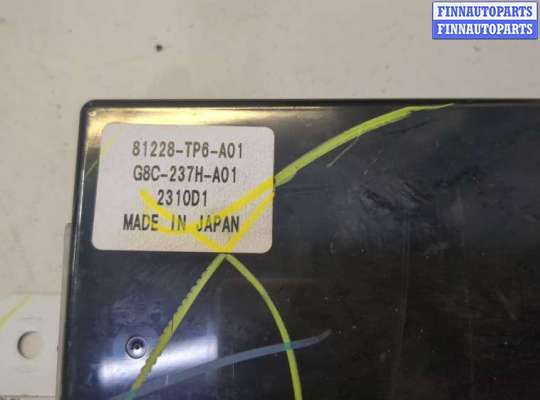 FINNAUTOPARTS
FINNAUTOPARTS
81228-TP6-A01
G8C-237H-A01
2310D1
MADE IN JAPAN